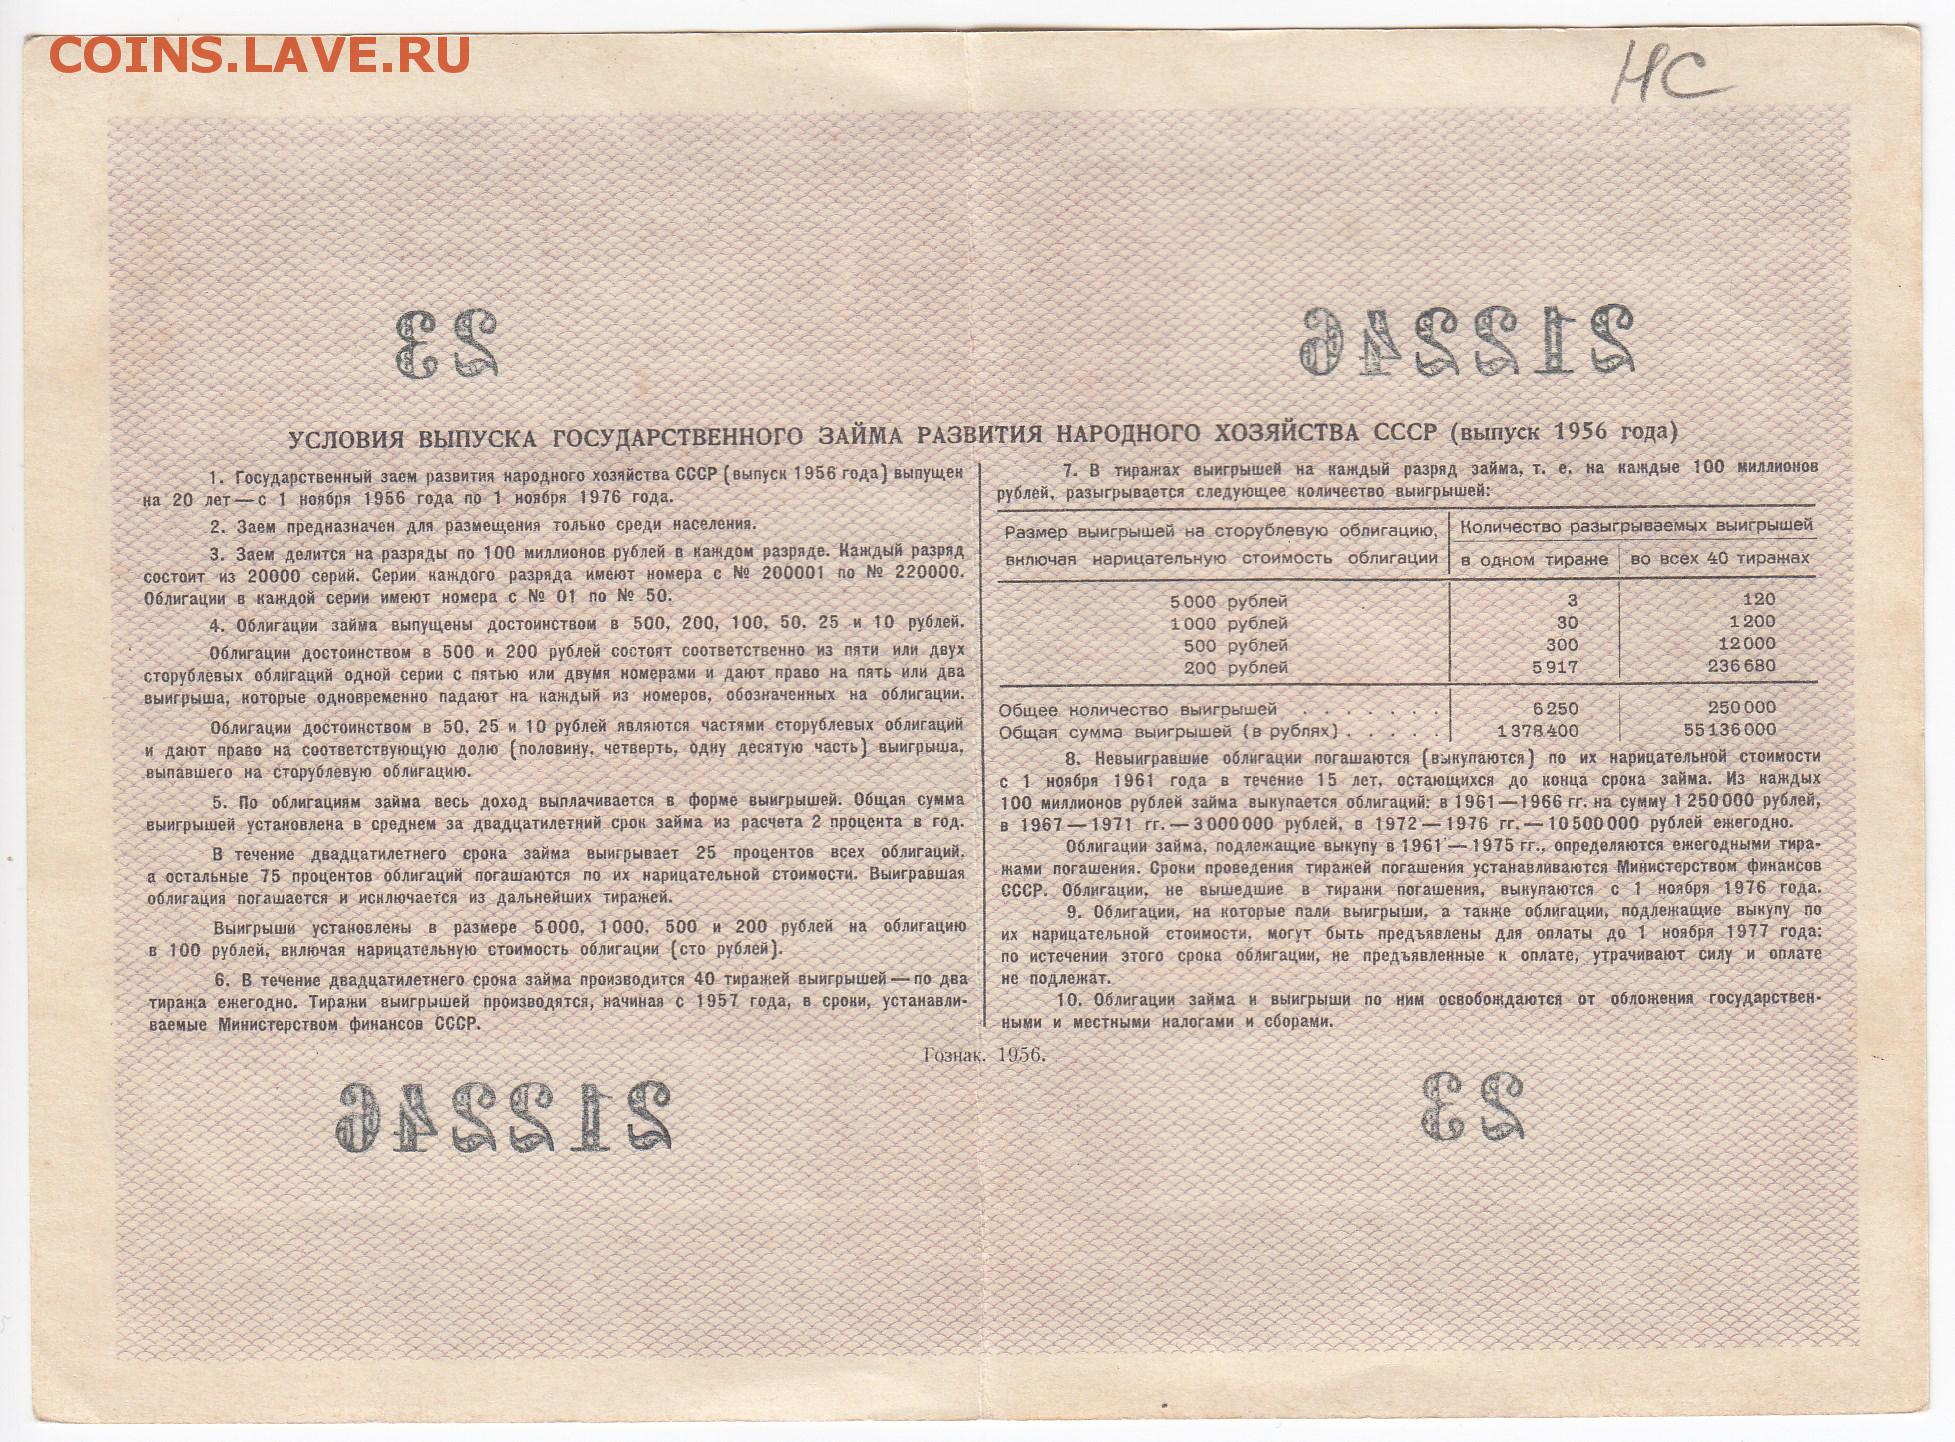 COINS.LAVE.RU
НС
23
212246
УСЛОВИЯ ВЫПУСКА ГОСУДАРСТВЕННОГО ЗАЙМА РАЗВИТИЯ НАРОДНОГО ХОЗЯЙСТВА СССР (выпуск 1956 года)
1. Государственный заем развития народного хозяйства СССР (выпуск 1956 года) выпущен
на 20 лет — с 1 ноября 1956 года по 1 ноября 1976 года.
2. Заем предназначен для размещения только среди населения.
3. Заем делится на разряды по 100 миллионов рублей в каждом разряде. Каждый разряд
состоит из 20000 серий. Серии каждого разряда имеют номера с № 200001 по № 220000.
Облигации в каждой серии имеют номера с № 01 по № 50.
4. Облигации займа выпущены достоинством в 500, 200, 100, 50, 25 и 10 рублей.
Облигации достоинством в 500 и 200 рублей состоят соответственно из пяти или двух
сторублевых облигаций одной серии с пятью или двумя номерами и дают право на пять или два
выигрыша, которые одновременно падают на каждый из номеров, обозначенных на облигации.
Облигации достоинством в 50, 25 и 10 рублей являются частями сторублевых облигаций
и дают право на соответствующую долю (половину, четверть, одну десятую часть) выигрыша,
выпавшего на сторублевую облигацию.
5. По облигациям займа весь доход выплачивается в форме выигрышей. Общая сумма
выигрышей установлена в среднем за двадцатилетний срок займа из расчета 2 процента в год.
В течение двадцатилетнего срока займа выигрывает 25 процентов всех облигаций,
а остальные 75 процентов облигаций погашаются по их нарицательной стоимости. Выигравшая
облигация погашается и исключается из дальнейших тиражей.
Выигрыши установлены в размере 5000, 1000, 500 и 200 рублей на облигацию
в 100 рублей, включая нарицательную стоимость облигации (сто рублей).
6. В течение двадцатилетнего срока займа производится 40 тиражей выигрышей — по два
тиража ежегодно. Тиражи выигрышей производятся, начиная с 1957 года, в сроки, устанавли-
ваемые Министерством финансов СССР.
7. В тиражах выигрышей на каждый разряд займа, т. е. на каждые 100 миллионов
рублей, разыгрывается следующее количество выигрышей:
Размер выигрышей на сторублевую облигацию, Количество разыгрываемых выигрышей
включая нарицательную стоимость облигации в одном тираже во всех 40 тиражах
5000 рублей 3 120
1000 рублей 30 1200
500 рублей 300 12000
200 рублей 5917 236680
Общее количество выигрышей . . . . . . . 6250 250000
Общая сумма выигрышей (в рублях) . . . . . 1378400 55136000
8. Невыигравшие облигации погашаются (выкупаются) по их нарицательной стоимости
с 1 ноября 1961 года в течение 15 лет, остающихся до конца срока займа. Из каждых
100 миллионов рублей займа выкупается облигаций: в 1961—1966 гг. на сумму 1250000 рублей,
в 1967—1971 гг.—3000000 рублей, в 1972—1976 гг.—10500000 рублей ежегодно.
Облигации займа, подлежащие выкупу в 1961—1975 гг., определяются ежегодными тира-
жами погашения. Сроки проведения тиражей погашения устанавливаются Министерством финансов
СССР. Облигации, не вышедшие в тиражи погашения, выкупаются с 1 ноября 1976 года.
9. Облигации, на которые пали выигрыши, а также облигации, подлежащие выкупу по
их нарицательной стоимости, могут быть предъявлены для оплаты до 1 ноября 1977 года;
по истечении этого срока облигации, не предъявленные к оплате, утрачивают силу и оплате
не подлежат.
10. Облигации займа и выигрыши по ним освобождаются от обложения государствен-
ными и местными налогами и сборами.
Гознак. 1956.
212246
23